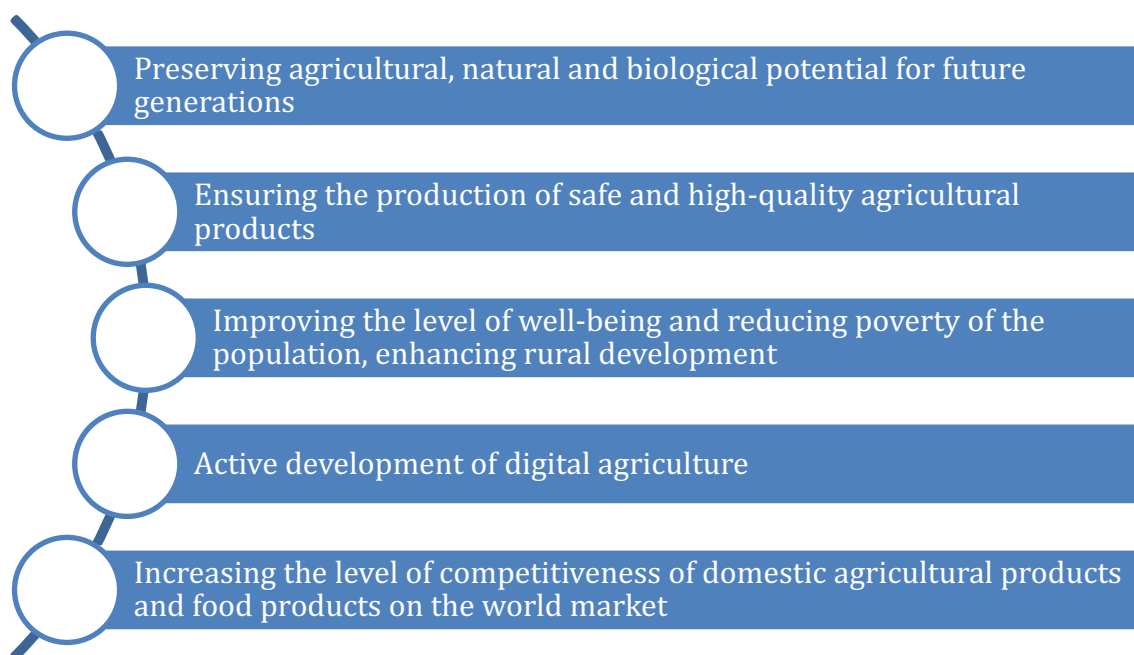 Preserving agricultural, natural and biological potential for future
generations
Ensuring the production of safe and high-quality agricultural
products
Improving the level of well-being and reducing poverty of the
population, enhancing rural development
Active development of digital agriculture
Increasing the level of competitiveness of domestic agricultural products
and food products on the world market